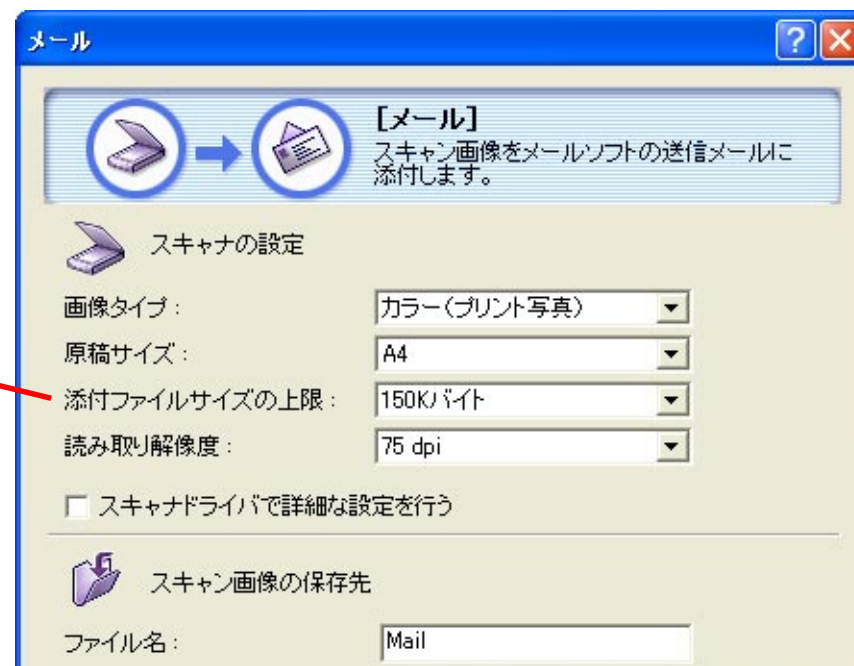 メール
[メール]
スキャン画像をメールソフトの送信メールに
添付します。
スキャナの設定
画像タイプ : カラー(プリント写真)
原稿サイズ : A4
添付ファイルサイズの上限 : 150Kバイト
読み取り解像度 : 75 dpi
スキャナドライバで詳細な設定を行う
スキャン画像の保存先
ファイル名 : Mail